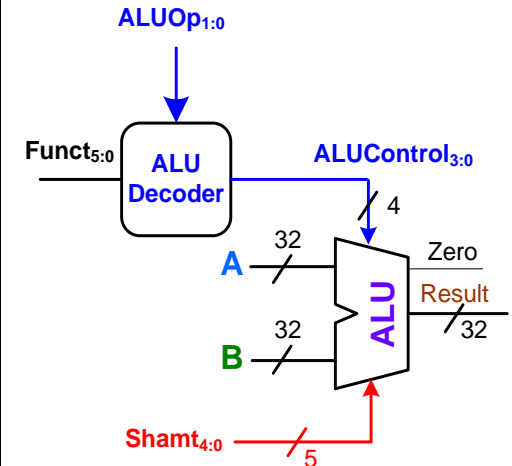 ALUOp1:0
Funct5:0
ALU
Decoder
ALUControl3:0
4
32
A
Zero
Result
ALU
32
32
B
Shamt4:0
5